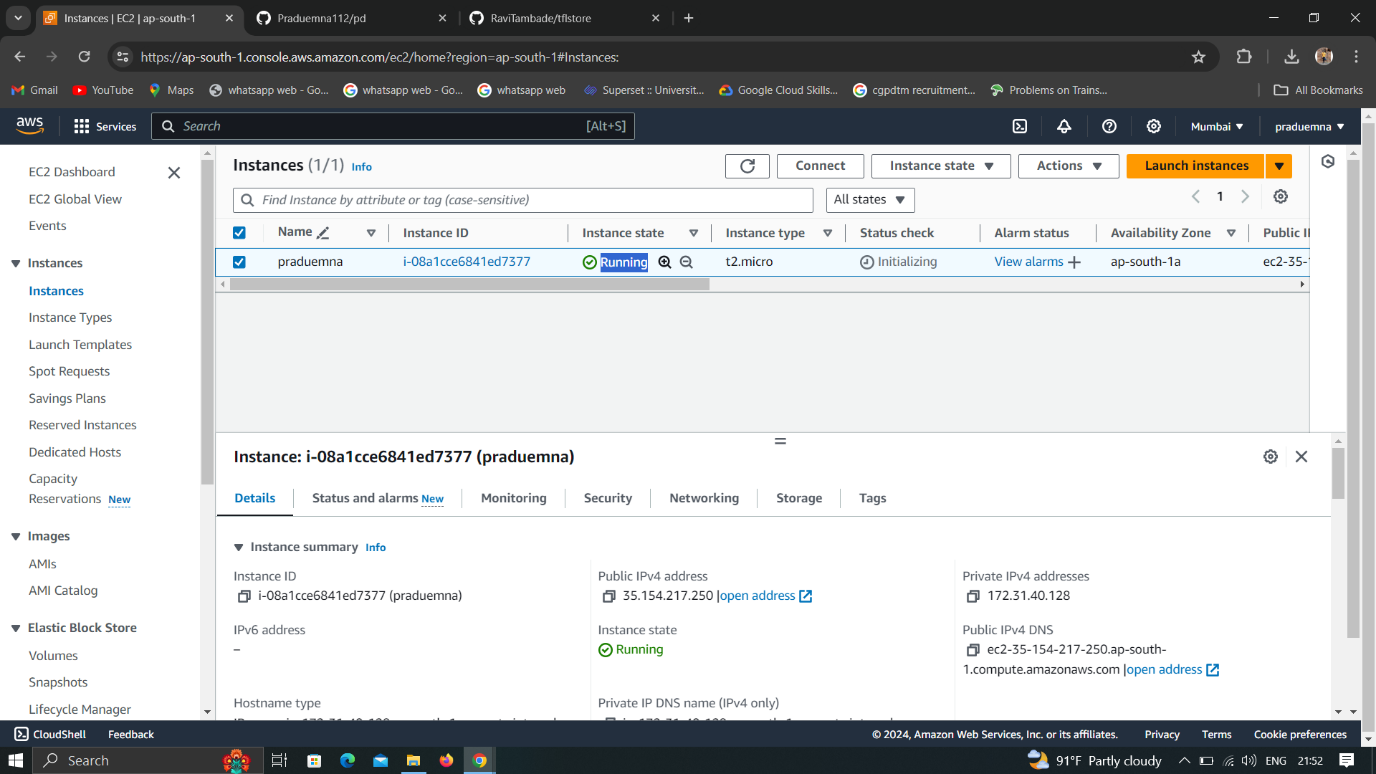 Instances | EC2 | ap-south-1
Praduemna112/pd
RaviTambade/tflstore
https://ap-south-1.console.aws.amazon.com/ec2/home?region=ap-south-1#Instances:
Gmail YouTube Maps whatsapp web - Go... whatsapp web - Go... whatsapp web Superset :: Universit... Google Cloud Skills... cgpdtm recruitment... Problems on Trains... All Bookmarks
aws Services Search [Alt+S] Mumbai praduemna
EC2 Dashboard
EC2 Global View
Events
Instances
Instances
Instance Types
Launch Templates
Spot Requests
Savings Plans
Reserved Instances
Dedicated Hosts
Capacity
Reservations New
Images
AMIs
AMI Catalog
Elastic Block Store
Volumes
Snapshots
Lifecycle Manager
Instances (1/1) Info
Connect
Instance state
Actions
Launch instances
Find Instance by attribute or tag (case-sensitive)
All states
1
Name Instance ID Instance state Instance type Status check Alarm status Availability Zone
praduemna i-08a1cce6841ed7377 Running t2.micro Initializing View alarms ap-south-1a
Instance: i-08a1cce6841ed7377 (praduemna)
Details Status and alarms New Monitoring Security Networking Storage Tags
Instance summary Info
Instance ID
i-08a1cce6841ed7377 (praduemna)
Public IPv4 address
35.154.217.250 |open address
Private IPv4 addresses
172.31.40.128
IPv6 address
–
Instance state
Running
Public IPv4 DNS
ec2-35-154-217-250.ap-south-
1.compute.amazonaws.com |open address
Hostname type
Private IP DNS name (IPv4 only)
CloudShell Feedback © 2024, Amazon Web Services, Inc. or its affiliates. Privacy Terms Cookie preferences
Search 91°F Partly cloudy ENG 21:52